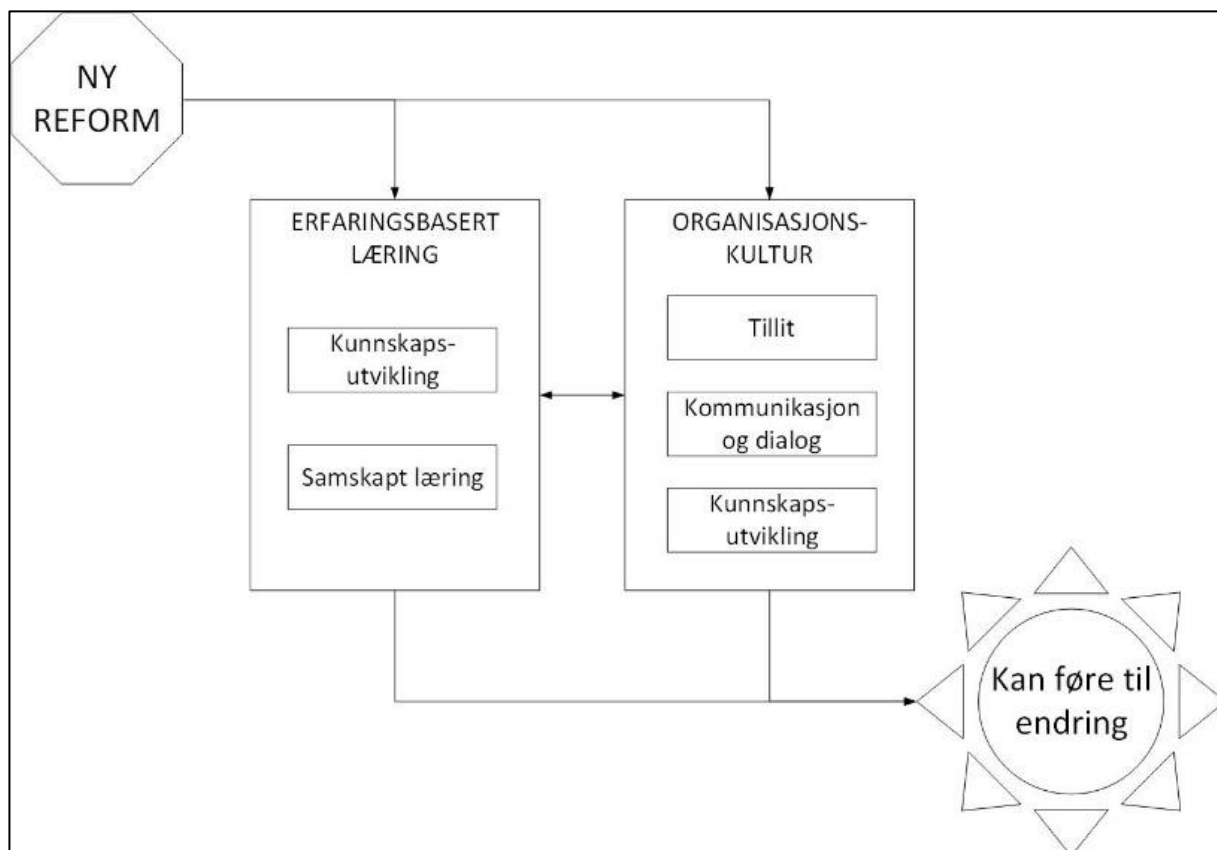 NY
REFORM
ERFARINGSBASERT
LÆRING
Kunnskaps-
utvikling
Samskapt læring
ORGANISASJONS-
KULTUR
Tillit
Kommunikasjon
og dialog
Kunnskaps-
utvikling
Kan føre til
endring